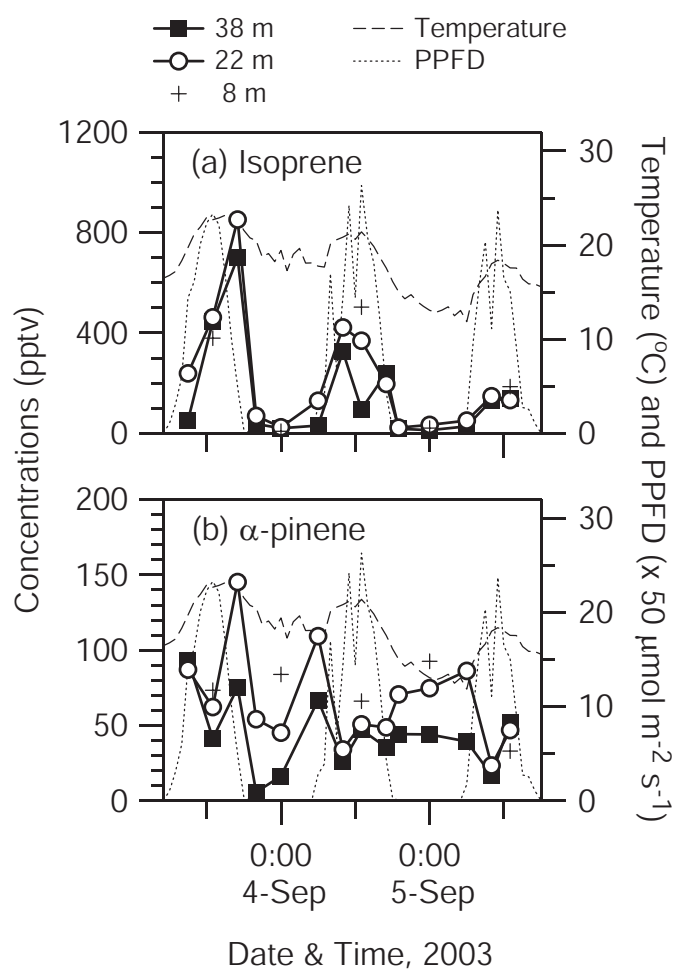 38 m
Temperature
22 m
PPFD
8 m
1200
800
400
0
(a) Isoprene
30
20
10
0
200
150
100
50
0
(b) α-pinene
30
20
10
0
Concentrations (pptv)
Temperature (ºC) and PPFD (x 50 μmol m-2 s-1)
0:00
4-Sep
0:00
5-Sep
Date & Time, 2003